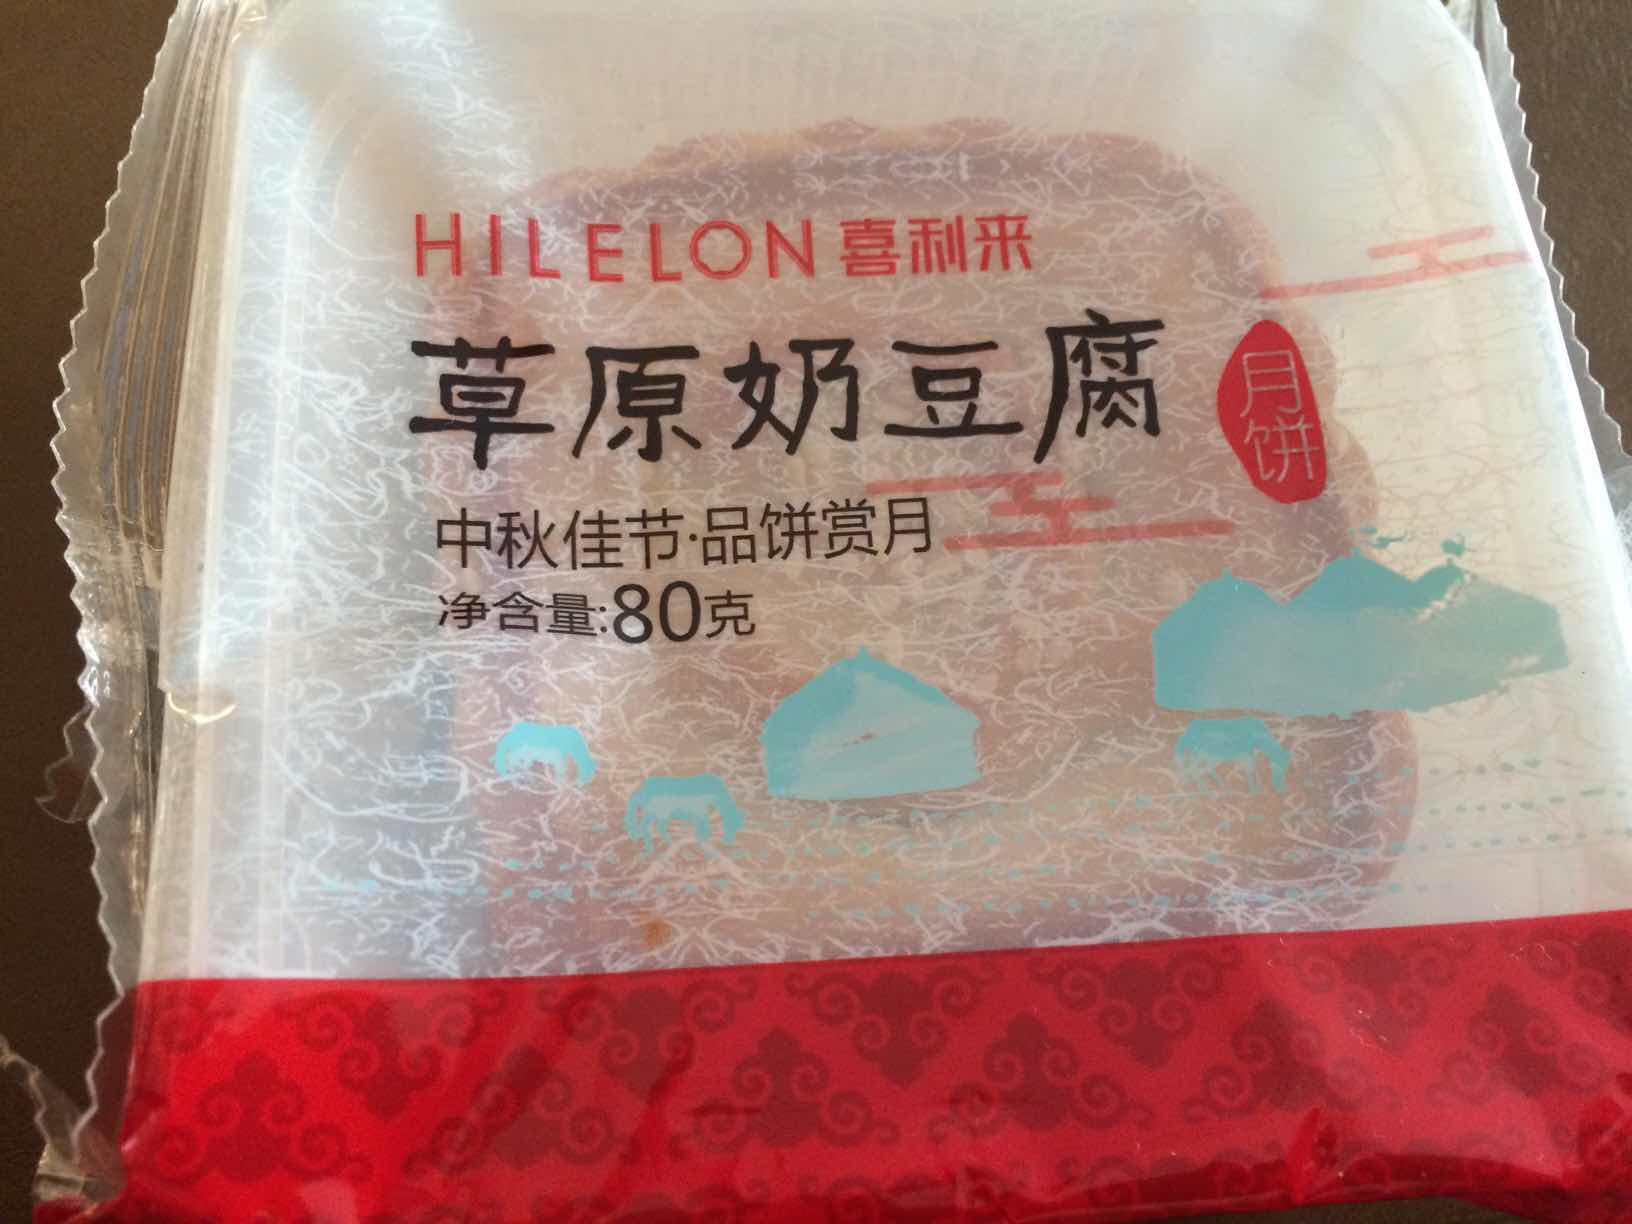 HILELON 喜利来
草原奶豆腐
月饼
中秋佳节·品饼赏月
净含量:80克